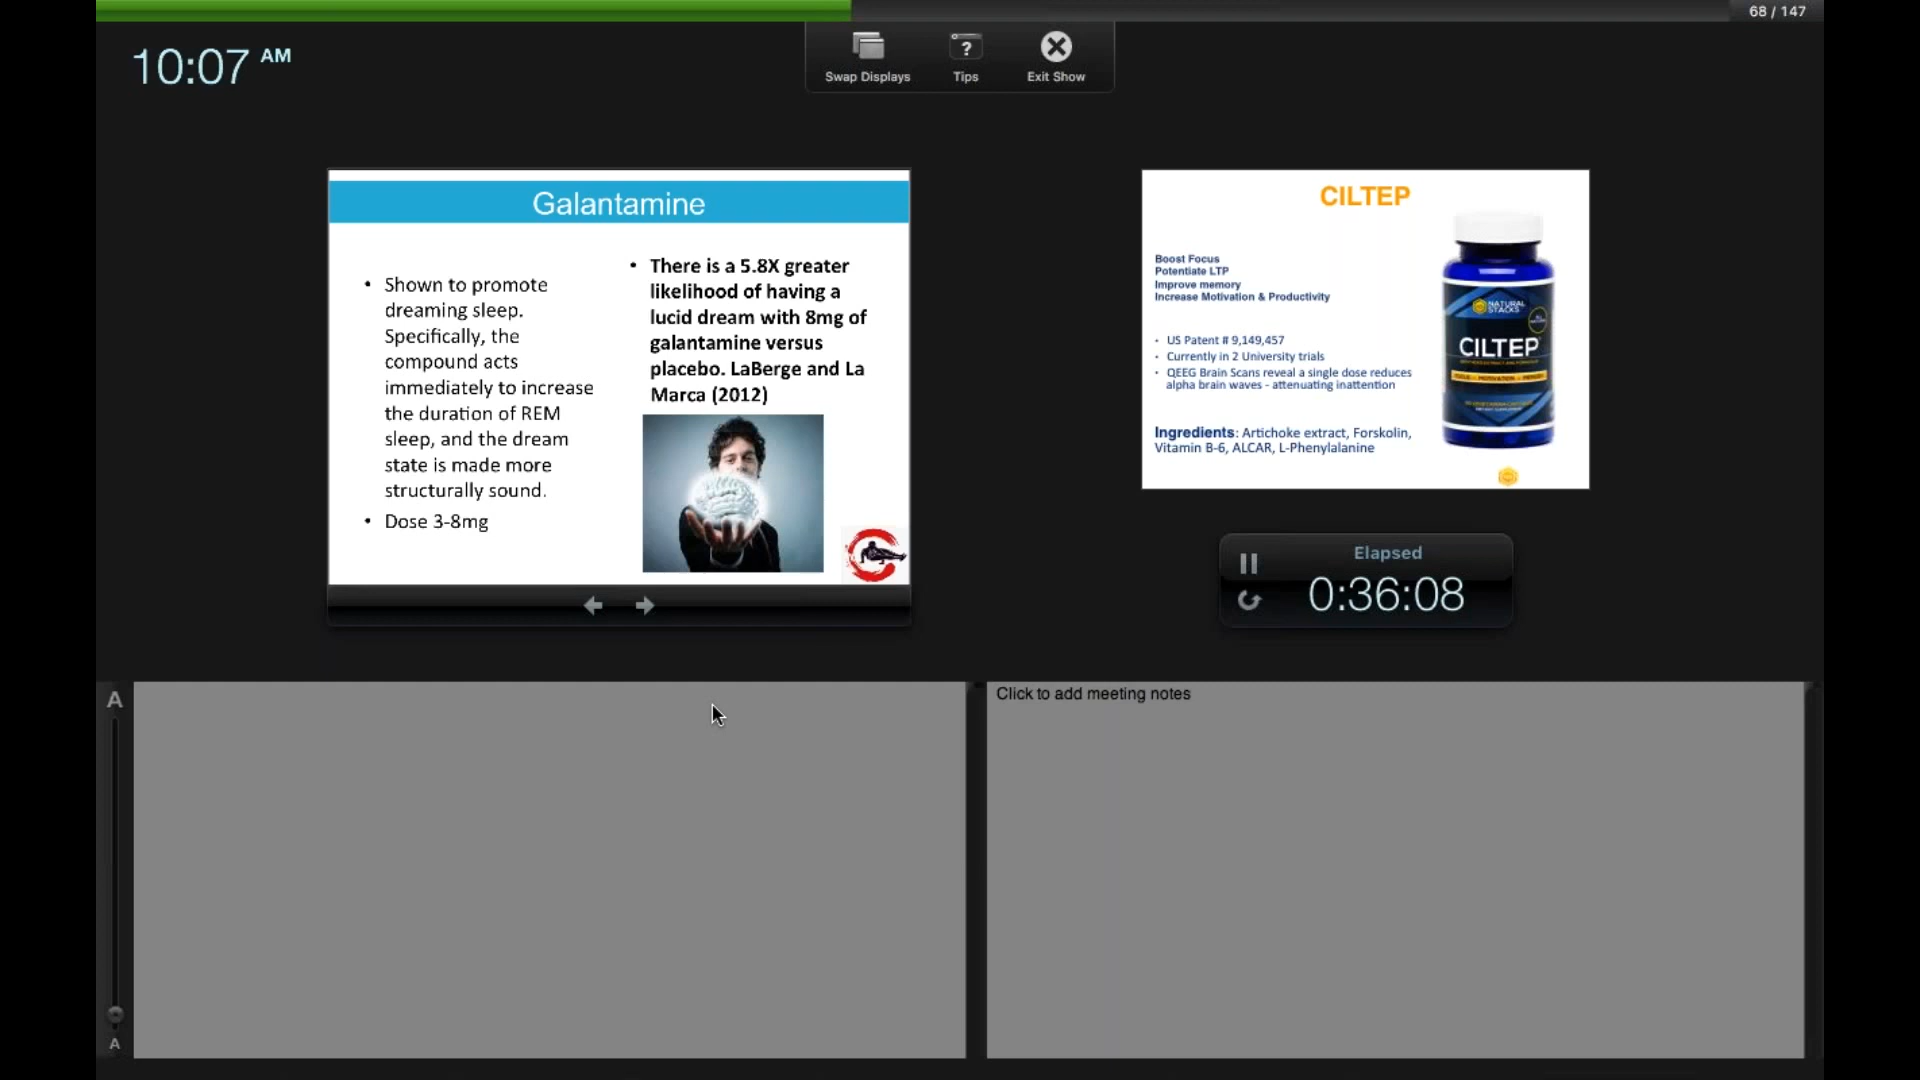 68 / 147
10:07 AM
Swap Displays
Tips
Exit Show
Galantamine
• Shown to promote
dreaming sleep.
Specifically, the
compound acts
immediately to increase
the duration of REM
sleep, and the dream
state is made more
structurally sound.
• Dose 3-8mg
• There is a 5.8X greater
likelihood of having a
lucid dream with 8mg of
galantamine versus
placebo. LaBerge and La
Marca (2012)
CILTEP
Boost Focus
Potentiate LTP
Improve memory
Increase Motivation & Productivity
• US Patent # 9,149,457
• Currently in 2 University trials
• QEEG Brain Scans reveal a single dose reduces
alpha brain waves - attenuating inattention
Ingredients: Artichoke extract, Forskolin,
Vitamin B-6, ALCAR, L-Phenylalanine
NATURAL
STACKS
CILTEP
Elapsed
0:36:08
A
A
Click to add meeting notes